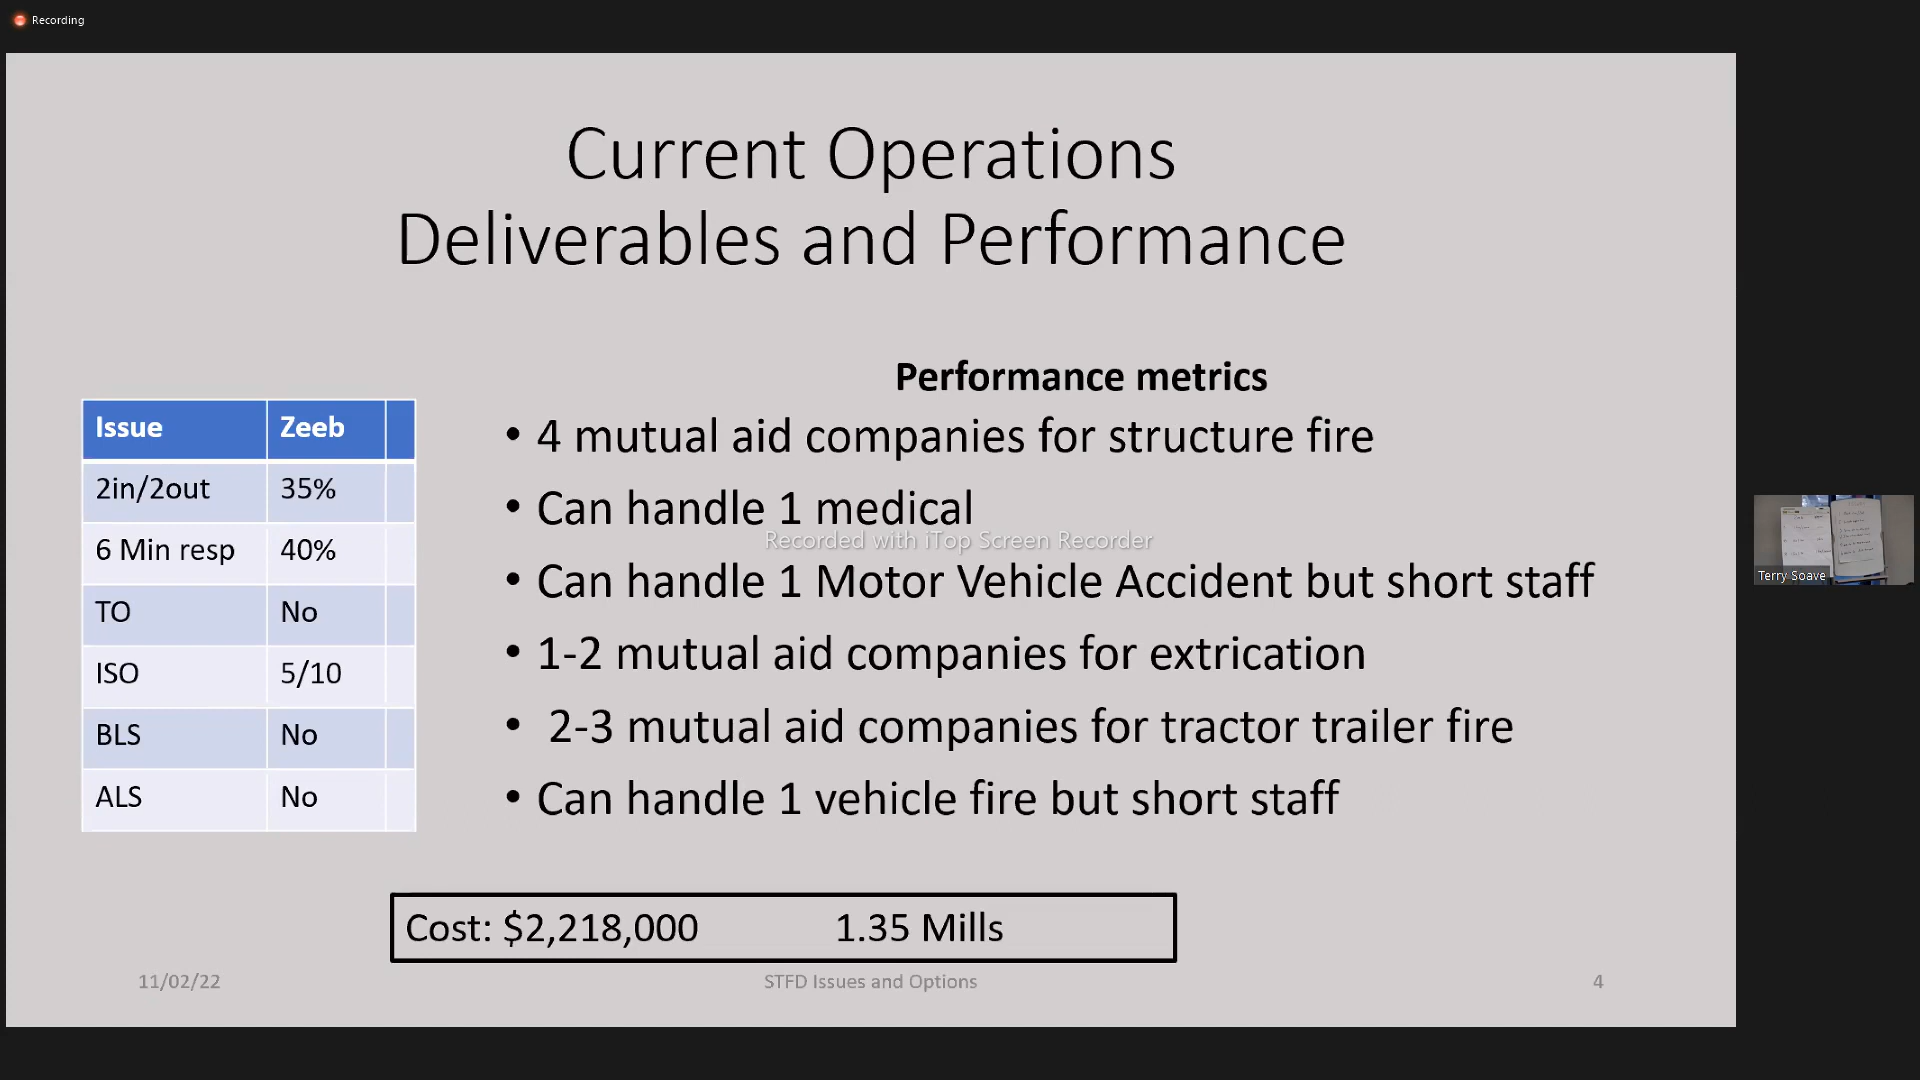 Recording
Current Operations
Deliverables and Performance
Performance metrics
Issue Zeeb
2in/2out 35%
6 Min resp 40%
TO No
ISO 5/10
BLS No
ALS No
• 4 mutual aid companies for structure fire
• Can handle 1 medical
Recorded with iTop Screen Recorder
• Can handle 1 Motor Vehicle Accident but short staff
• 1-2 mutual aid companies for extrication
• 2-3 mutual aid companies for tractor trailer fire
• Can handle 1 vehicle fire but short staff
Cost: $2,218,000 1.35 Mills
11/02/22 STFD Issues and Options 4
Terry Soave